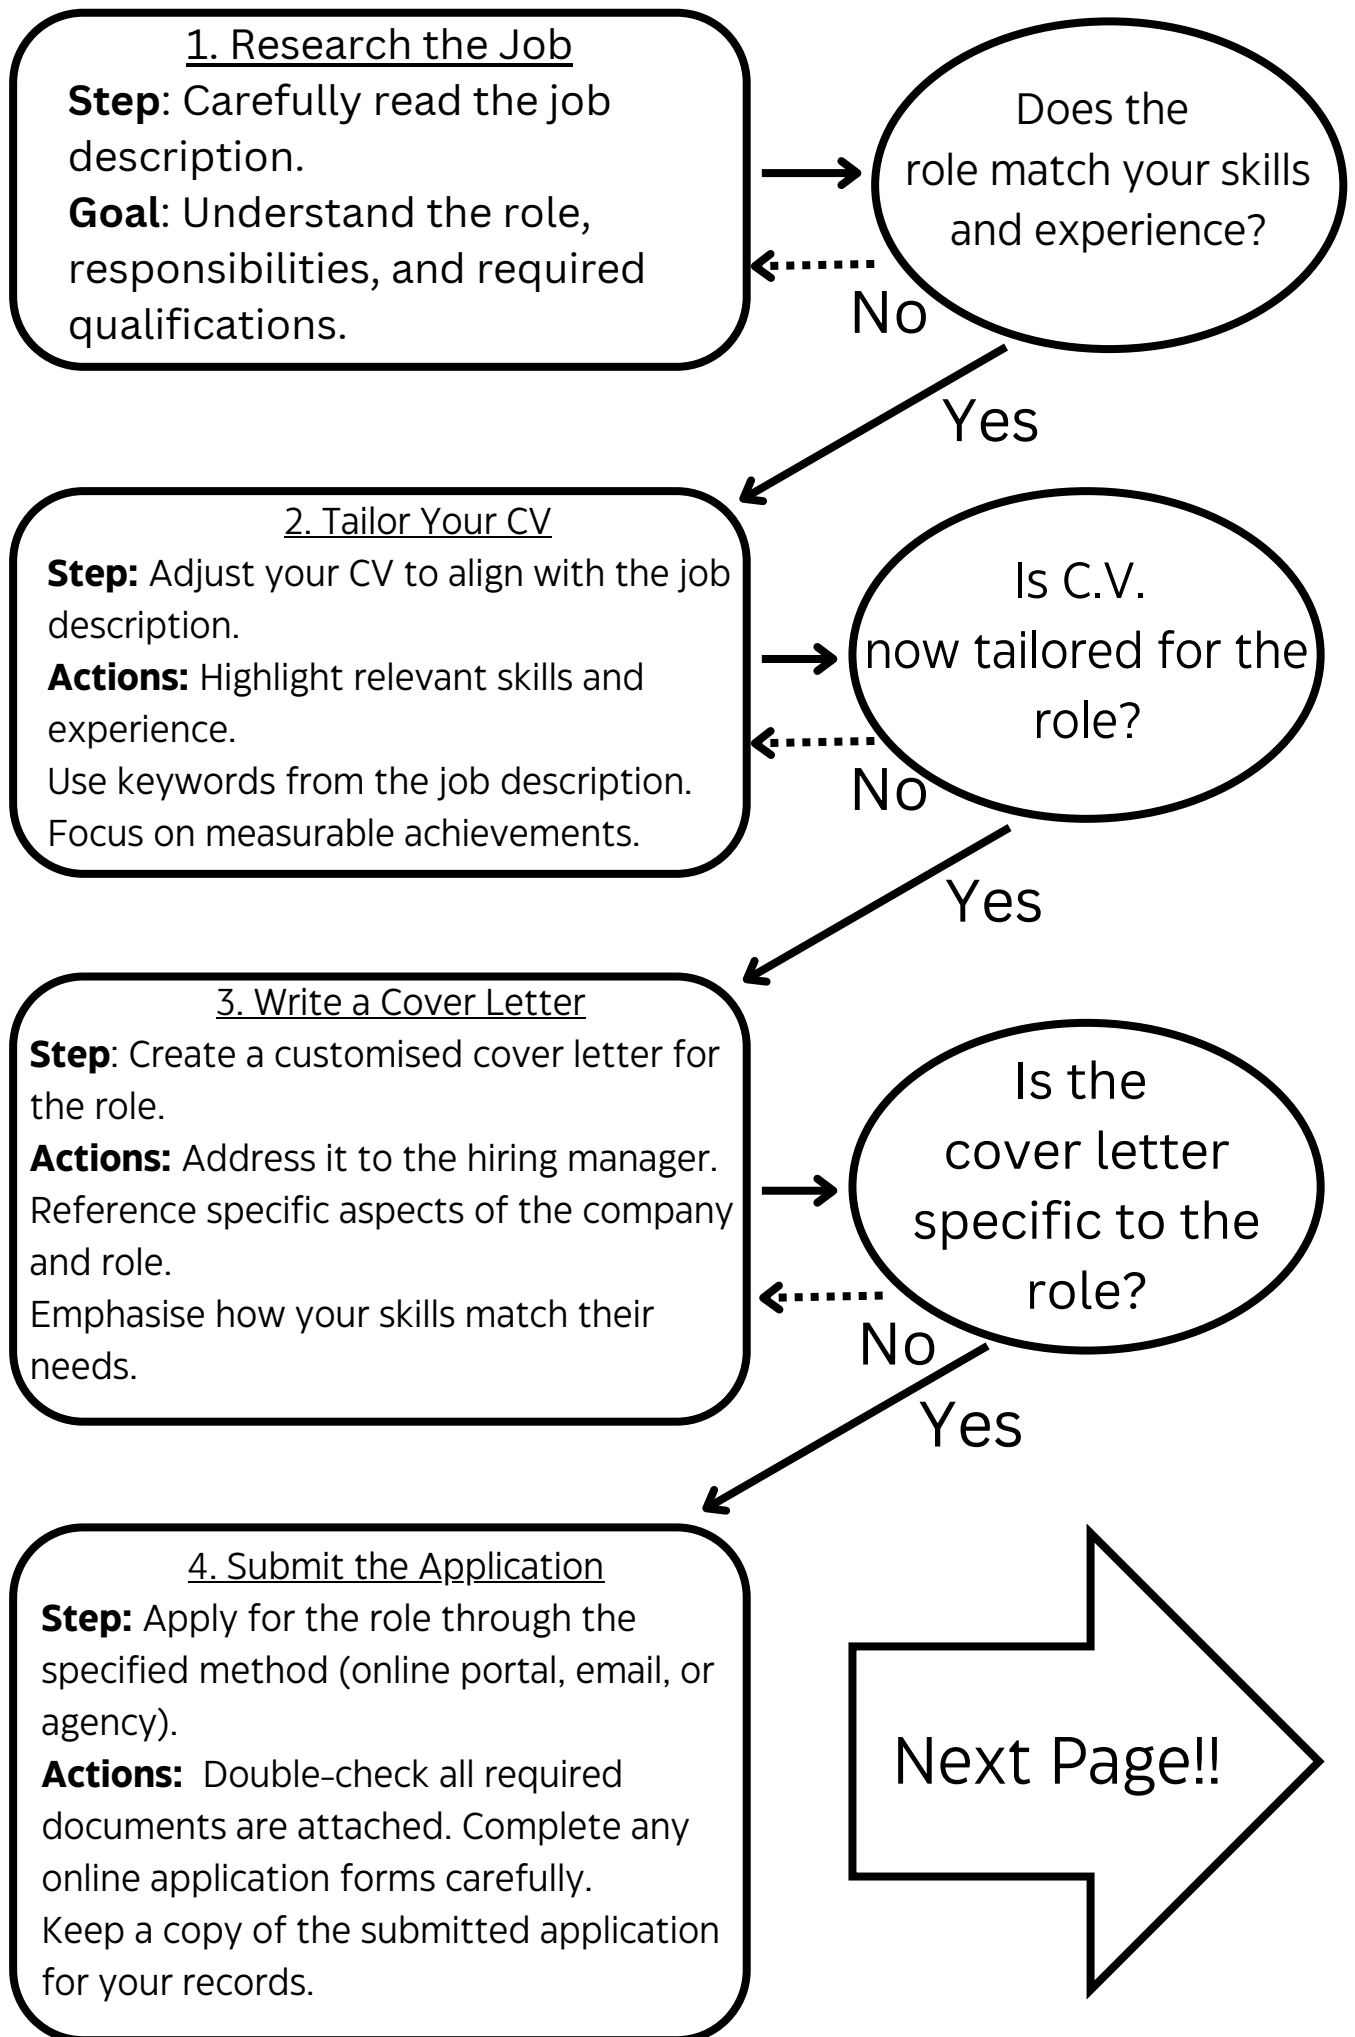 1. Research the Job
Step: Carefully read the job
description.
Goal: Understand the role,
responsibilities, and required
qualifications.
Does the
role match your skills
and experience?
No
Yes
2. Tailor Your CV
Step: Adjust your CV to align with the job
description.
Actions: Highlight relevant skills and
experience.
Use keywords from the job description.
Focus on measurable achievements.
Is C.V.
now tailored for the
role?
No
Yes
3. Write a Cover Letter
Step: Create a customised cover letter for
the role.
Actions: Address it to the hiring manager.
Reference specific aspects of the company
and role.
Emphasise how your skills match their
needs.
Is the
cover letter
specific to the
role?
No
Yes
4. Submit the Application
Step: Apply for the role through the
specified method (online portal, email, or
agency).
Actions:  Double-check all required
documents are attached. Complete any
online application forms carefully.
Keep a copy of the submitted application
for your records.
Next Page!!